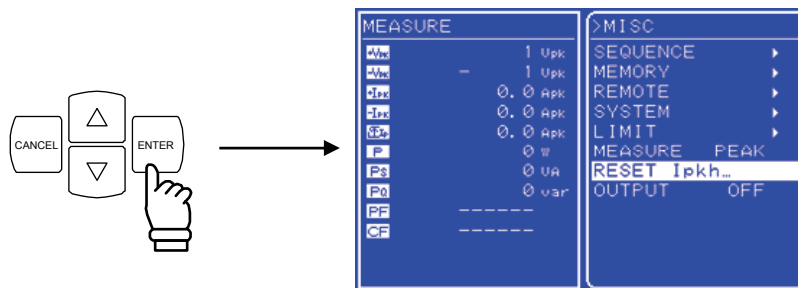 CANCEL
ENTER
MEASURE
+VPK 1 Vpk
-VPK - 1 Vpk
+IPK 0.0 Apk
-IPK 0.0 Apk
0.0 Apk
P 0 W
PS 0 VA
PQ 0 var
PF ------
CF ------
>MISC
SEQUENCE
MEMORY
REMOTE
SYSTEM
LIMIT
MEASURE PEAK
RESET Ipkh…
OUTPUT OFF